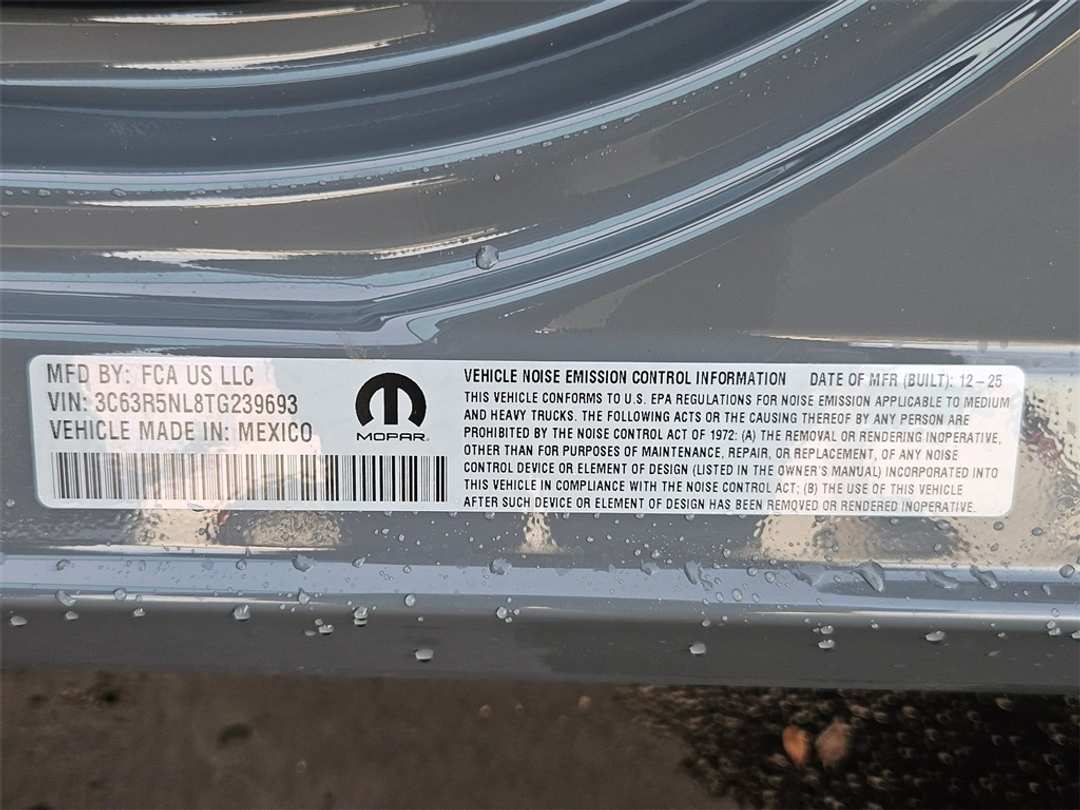 MFD BY: FCA US LLC
VIN: 3C63R5NL8TG239693
VEHICLE MADE IN: MEXICO
MOPAR®
VEHICLE NOISE EMISSION CONTROL INFORMATION DATE OF MFR (BUILT): 12-25
THIS VEHICLE CONFORMS TO U.S. EPA REGULATIONS FOR NOISE EMISSION APPLICABLE TO MEDIUM
AND HEAVY TRUCKS. THE FOLLOWING ACTS OR THE CAUSING THEREOF BY ANY PERSON ARE
PROHIBITED BY THE NOISE CONTROL ACT OF 1972: (A) THE REMOVAL OR RENDERING INOPERATIVE,
OTHER THAN FOR PURPOSES OF MAINTENANCE, REPAIR, OR REPLACEMENT, OF ANY NOISE
CONTROL DEVICE OR ELEMENT OF DESIGN (LISTED IN THE OWNER'S MANUAL) INCORPORATED INTO
THIS VEHICLE IN COMPLIANCE WITH THE NOISE CONTROL ACT; (B) THE USE OF THIS VEHICLE
AFTER SUCH DEVICE OR ELEMENT OF DESIGN HAS BEEN REMOVED OR RENDERED INOPERATIVE.